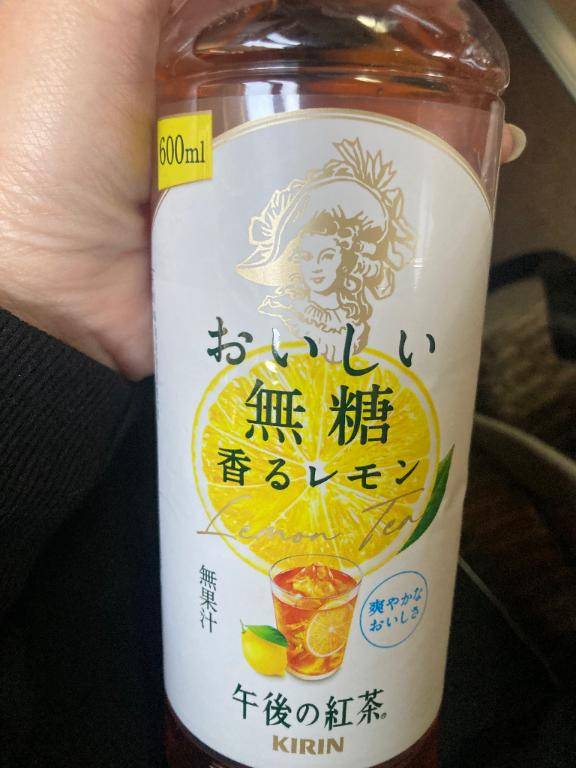 600ml
おいしい
無糖
香るレモン
Lemon Tea
無果汁
爽やかな
おいしさ
午後の紅茶®
KIRIN